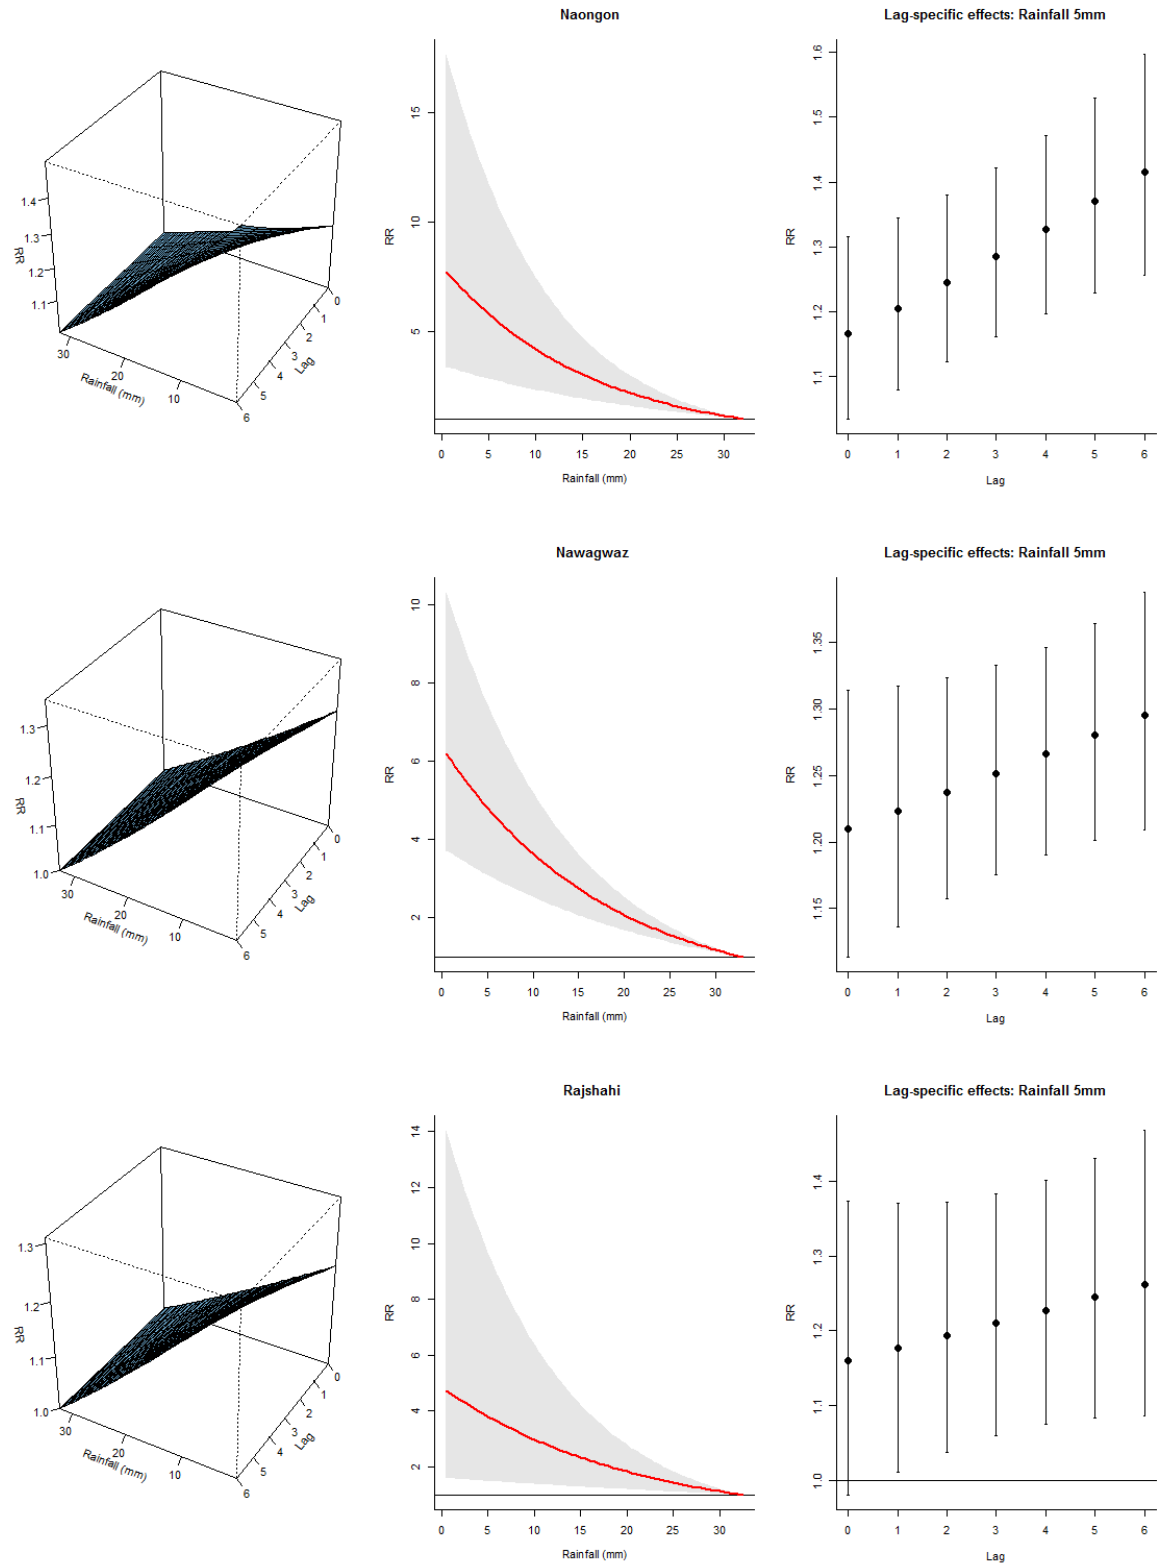 Naongon
Lag-specific effects: Rainfall 5mm
1.4
1.3
1.2
1.1
RR
30
20
10
Rainfall (mm)
0
1
2
3
4
5
6
Lag
15
10
5
RR
0 5 10 15 20 25 30
Rainfall (mm)
1.6
1.5
1.4
1.3
1.2
1.1
RR
0 1 2 3 4 5 6
Lag
Nawagwaz
Lag-specific effects: Rainfall 5mm
1.3
1.2
1.1
1.0
RR
30
20
10
Rainfall (mm)
0
1
2
3
4
5
6
Lag
10
8
6
4
2
RR
0 5 10 15 20 25 30
Rainfall (mm)
1.35
1.30
1.25
1.20
1.15
RR
0 1 2 3 4 5 6
Lag
Rajshahi
Lag-specific effects: Rainfall 5mm
1.3
1.2
1.1
1.0
RR
30
20
10
Rainfall (mm)
0
1
2
3
4
5
6
Lag
14
12
10
8
6
4
2
RR
0 5 10 15 20 25 30
Rainfall (mm)
1.4
1.3
1.2
1.1
1.0
RR
0 1 2 3 4 5 6
Lag